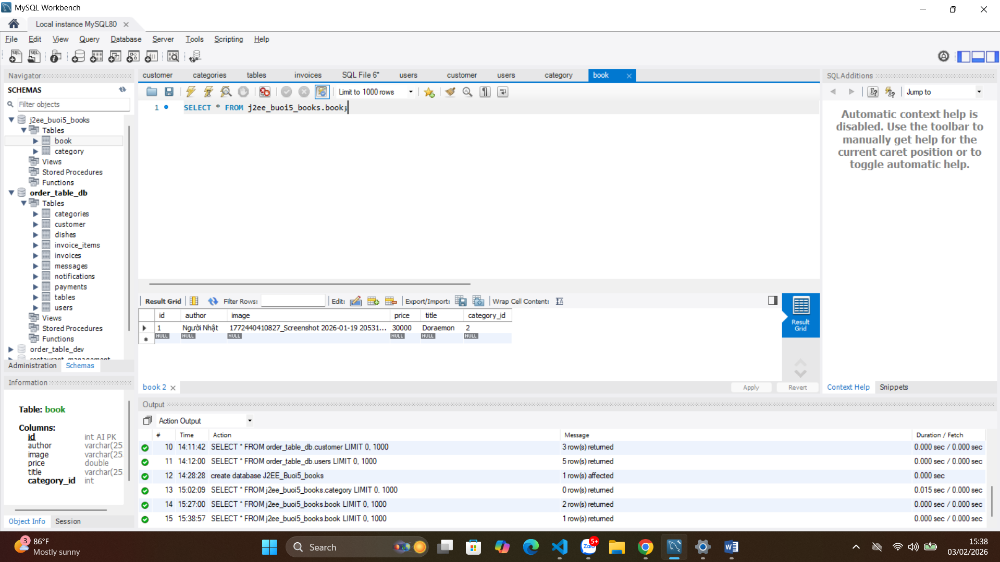 MySQL Workbench
Local instance MySQL80
File Edit View Query Database Server Tools Scripting Help
Navigator
SCHEMAS
Filter objects
j2ee_buoi5_books
Tables
book
category
Views
Stored Procedures
Functions
order_table_db
Tables
categories
customer
dishes
invoice_items
invoices
messages
notifications
payments
tables
users
Views
Stored Procedures
Functions
order_table_dev
restaurant_management
Administration Schemas
Information
Table: book
Columns:
id int AI PK
author varchar(25
image varchar(25
price double
title varchar(25
category_id int
Object Info Session
customer categories tables invoices SQL File 6* users customer users category book
Limit to 1000 rows
1 SELECT * FROM j2ee_buoi5_books.book;
Result Grid Filter Rows: Edit: Export/Import: Wrap Cell Content:
id author image price title category_id
1 Người Nhật 1772440410827_Screenshot 2026-01-19 20531... 30000 Doraemon 2
NULL NULL NULL NULL NULL NULL
Result Grid
book 2 Apply Revert
SQLAdditions
Jump to
Automatic context help is
disabled. Use the toolbar to
manually get help for the
current caret position or to
toggle automatic help.
Context Help Snippets
Output
Action Output
# Time Action Message Duration / Fetch
10 14:11:42 SELECT * FROM order_table_db.customer LIMIT 0, 1000 3 row(s) returned 0.000 sec / 0.000 sec
11 14:12:00 SELECT * FROM order_table_db.users LIMIT 0, 1000 5 row(s) returned 0.000 sec / 0.000 sec
12 14:28:28 create database J2EE_Buoi5_books 1 row(s) affected 0.000 sec
13 15:02:09 SELECT * FROM j2ee_buoi5_books.category LIMIT 0, 1000 0 row(s) returned 0.015 sec / 0.000 sec
14 15:27:00 SELECT * FROM j2ee_buoi5_books.book LIMIT 0, 1000 2 row(s) returned 0.000 sec / 0.000 sec
15 15:38:57 SELECT * FROM j2ee_buoi5_books.book LIMIT 0, 1000 1 row(s) returned 0.000 sec / 0.000 sec
3
86°F
Mostly sunny
Search
Zalo
5+
15:38
03/02/2026